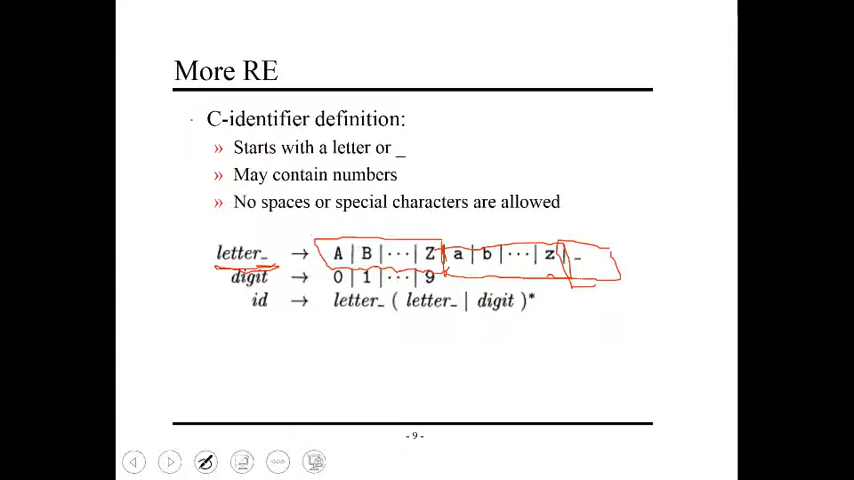 More RE
· C-identifier definition:
» Starts with a letter or _
» May contain numbers
» No spaces or special characters are allowed
letter_ → A | B | ··· | Z | a | b | ··· | z | _
digit → 0 | 1 | ··· | 9
id → letter_ ( letter_ | digit )*
- 9 -